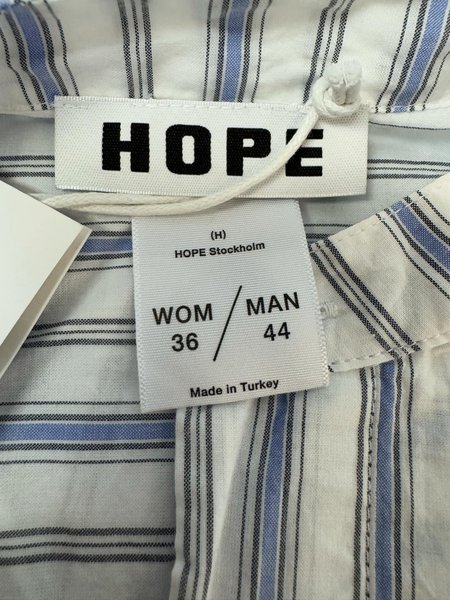 HOPE
(H)
HOPE Stockholm
WOM / MAN
36 44
Made in Turkey